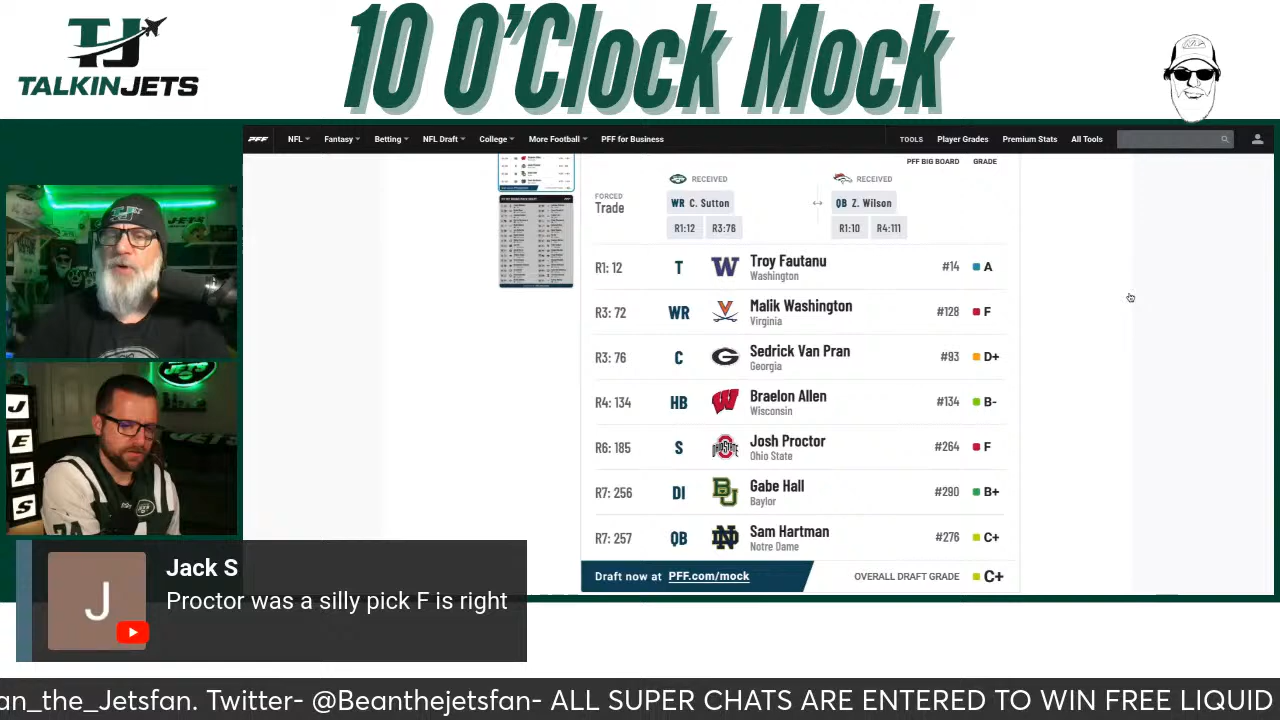 TJ
TALKINJETS
10 O'Clock Mock
PFF NFL Fantasy Betting NFL Draft College More Football PFF for Business TOOLS Player Grades Premium Stats All Tools
PFF BIG BOARD GRADE
RECEIVED RECEIVED
FORCED
Trade
WR C. Sutton QB Z. Wilson
R1:12 R3:76 R1:10 R4:111
R1: 12 T W Troy Fautanu #14 A
Washington
R3: 72 WR Malik Washington #128 F
Virginia
R3: 76 C G Sedrick Van Pran #93 D+
Georgia
R4: 134 HB W Braelon Allen #134 B-
Wisconsin
R6: 185 S Josh Proctor #264 F
Ohio State
R7: 256 DI BU Gabe Hall #290 B+
Baylor
R7: 257 QB ND Sam Hartman #276 C+
Notre Dame
Draft now at PFF.com/mock OVERALL DRAFT GRADE C+
J
E
T
S
JETS
J
Jack S
Proctor was a silly pick F is right
an_the_Jetsfan. Twitter- @Beanthejetsfan- ALL SUPER CHATS ARE ENTERED TO WIN FREE LIQUID